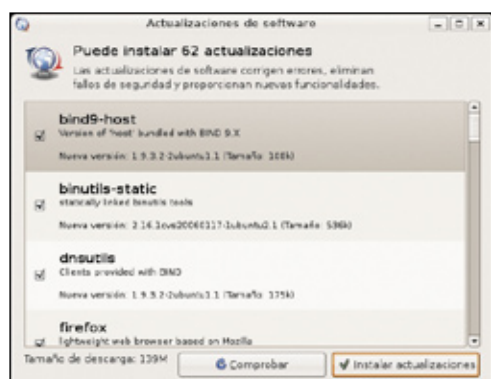 Actualizaciones de software
Puede instalar 62 actualizaciones
Las actualizaciones de software corrigen errores, eliminan
fallos de seguridad y proporcionan nuevas funcionalidades.
bind9-host
Version of 'host' bundled with BIND 9.X
Nueva versión: 1:9.3.2-2ubuntu1.1 (Tamaño: 108k)
binutils-static
statically linked binutils tools
Nueva versión: 2.16.1cvs20060117-1ubuntu2.1 (Tamaño: 536k)
dnsutils
Clients provided with BIND
Nueva versión: 1:9.3.2-2ubuntu1.1 (Tamaño: 175k)
firefox
lightweight web browser based on Mozilla
Tamaño de descarga: 139M
Comprobar
Instalar actualizaciones